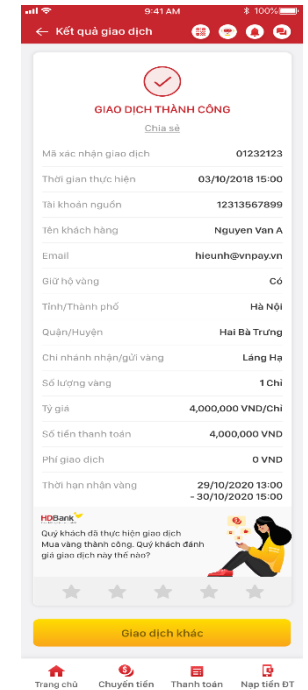 9:41 AM 100%
Kết quả giao dịch
GIAO DỊCH THÀNH CÔNG
Chia sẻ
Mã xác nhận giao dịch 01232123
Thời gian thực hiện 03/10/2018 15:00
Tài khoản nguồn 12313567899
Tên khách hàng Nguyen Van A
Email hieunh@vnpay.vn
Giữ hộ vàng Có
Tỉnh/Thành phố Hà Nội
Quận/Huyện Hai Bà Trưng
Chi nhánh nhận/gửi vàng Láng Hạ
Số lượng vàng 1 Chỉ
Tỷ giá 4,000,000 VND/Chỉ
Số tiền thanh toán 4,000,000 VND
Phí giao dịch 0 VND
Thời hạn nhận vàng 29/10/2020 13:00
- 30/10/2020 15:00
HDBank
Quý khách đã thực hiện giao dịch
Mua vàng thành công. Quý khách đánh
giá giao dịch này thế nào?
Giao dịch khác
Trang chủ Chuyển tiền Thanh toán Nạp tiền ĐT